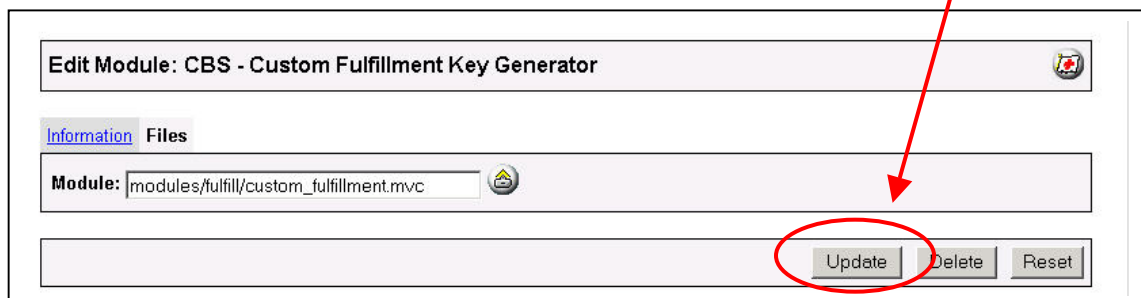 Edit Module: CBS - Custom Fulfillment Key Generator
Information Files
Module: modules/fulfill/custom_fulfillment.mvc
Update Delete Reset